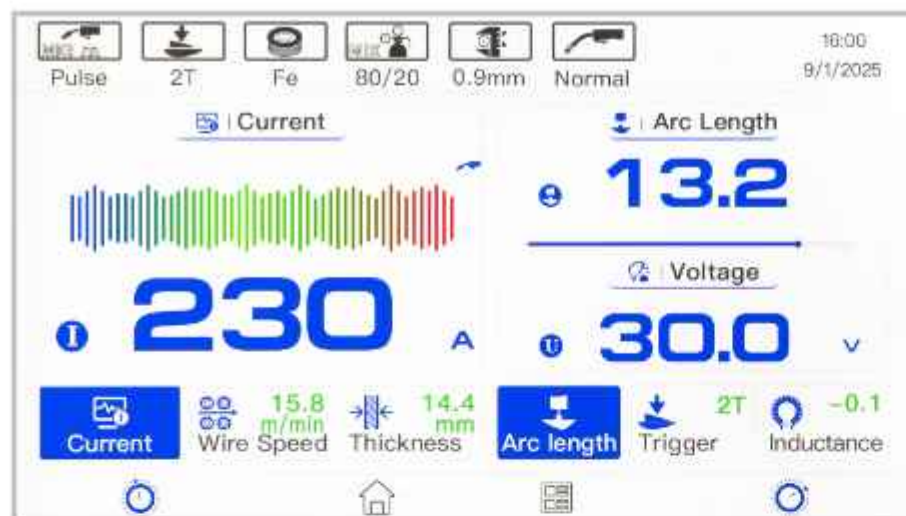 Pulse
2T
Fe
80/20
0.9mm
Normal
16:00
9/1/2025
Current
Arc Length
13.2
Voltage
I 230 A
U 30.0 V
Current
15.8 m/min
Wire Speed
14.4 mm
Thickness
Arc length
2T
Trigger
-0.1
Inductance